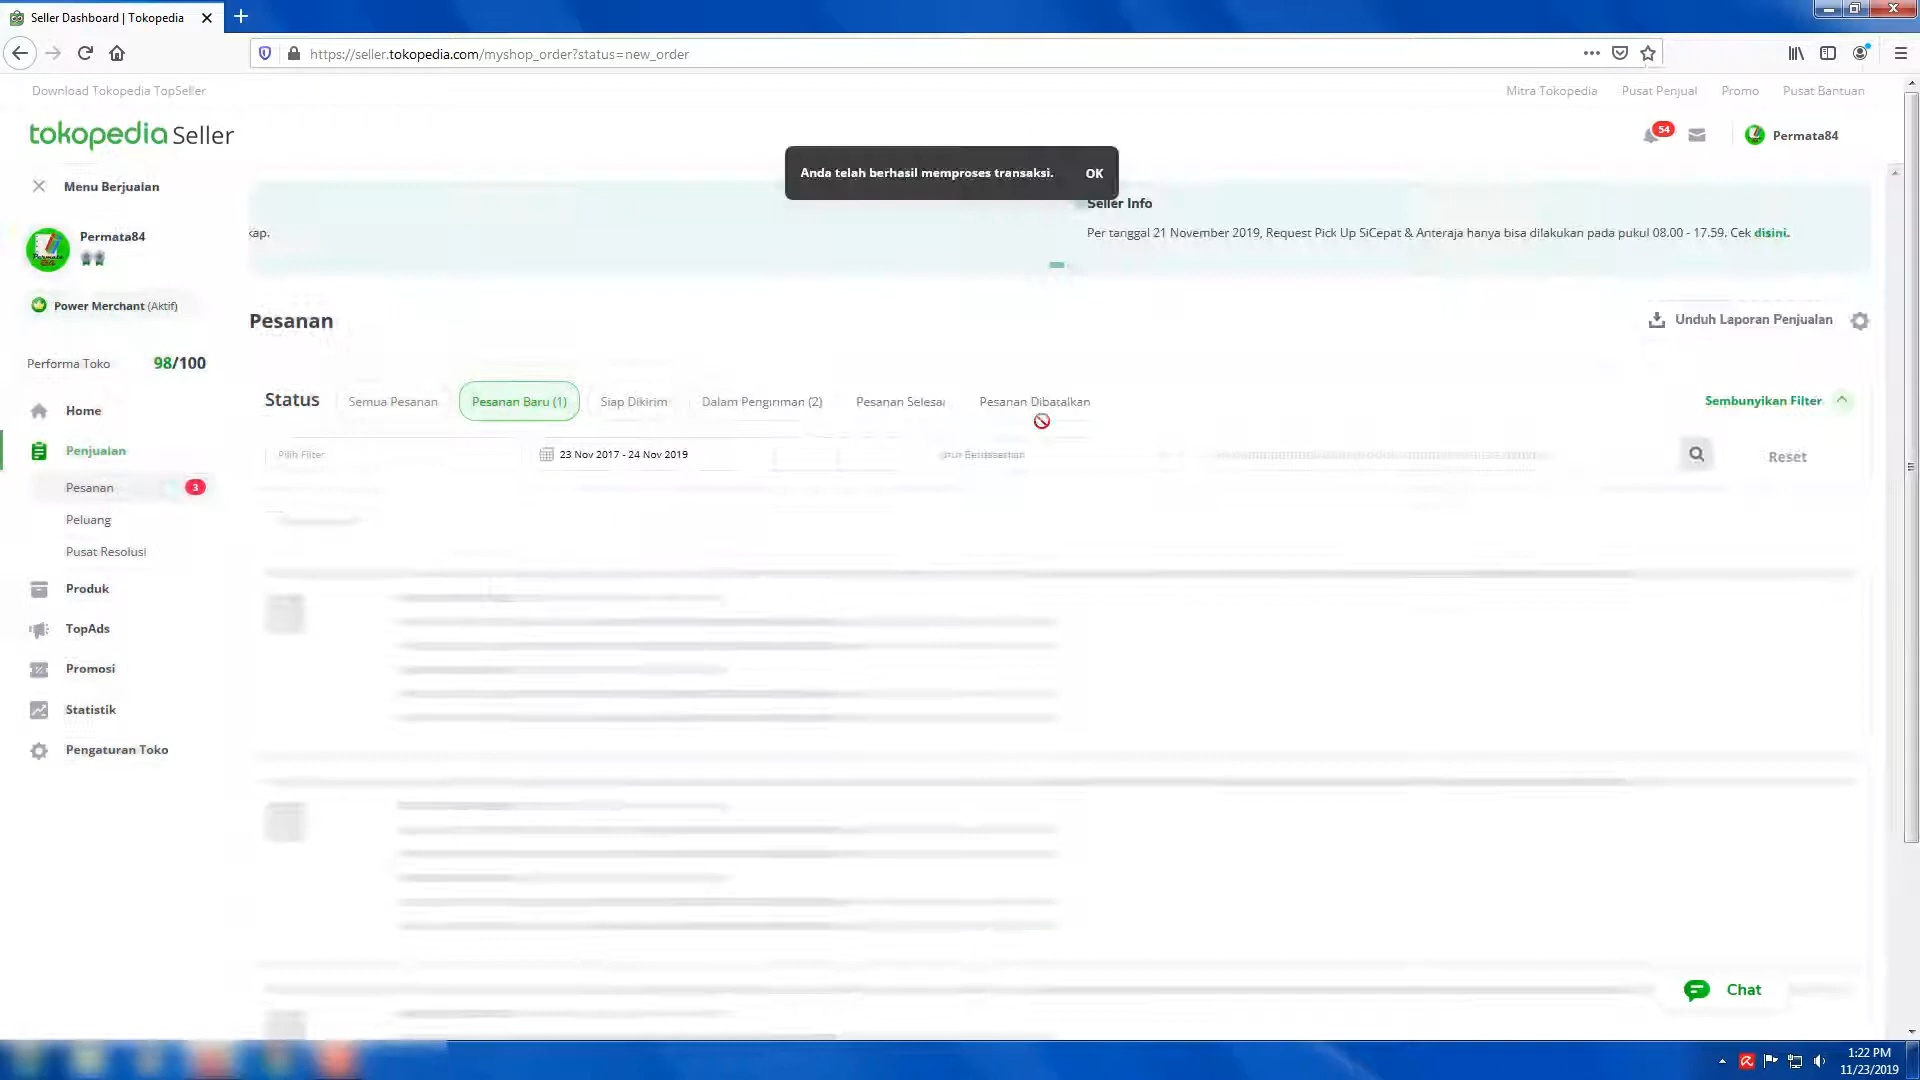 Seller Dashboard | Tokopedia
https://seller.tokopedia.com/myshop_order?status=new_order
Download Tokopedia TopSeller
Mitra Tokopedia
Pusat Penjual
Promo
Pusat Bantuan
tokopedia Seller
54
Permata84
Anda telah berhasil memproses transaksi.
OK
Menu Berjualan
Seller Info
kap.
Per tanggal 21 November 2019, Request Pick Up SiCepat & Anteraja hanya bisa dilakukan pada pukul 08.00 - 17.59. Cek disini.
Permata84
Power Merchant (Aktif)
Pesanan
Unduh Laporan Penjualan
Performa Toko 98/100
Status
Semua Pesanan
Pesanan Baru (1)
Siap Dikirim
Dalam Pengiriman (2)
Pesanan Selesai
Pesanan Dibatalkan
Sembunyikan Filter
Pilih Filter
23 Nov 2017 - 24 Nov 2019
Reset
Home
Penjualan
Pesanan
3
Peluang
Pusat Resolusi
Produk
TopAds
Promosi
Statistik
Pengaturan Toko
Chat
1:22 PM
11/23/2019